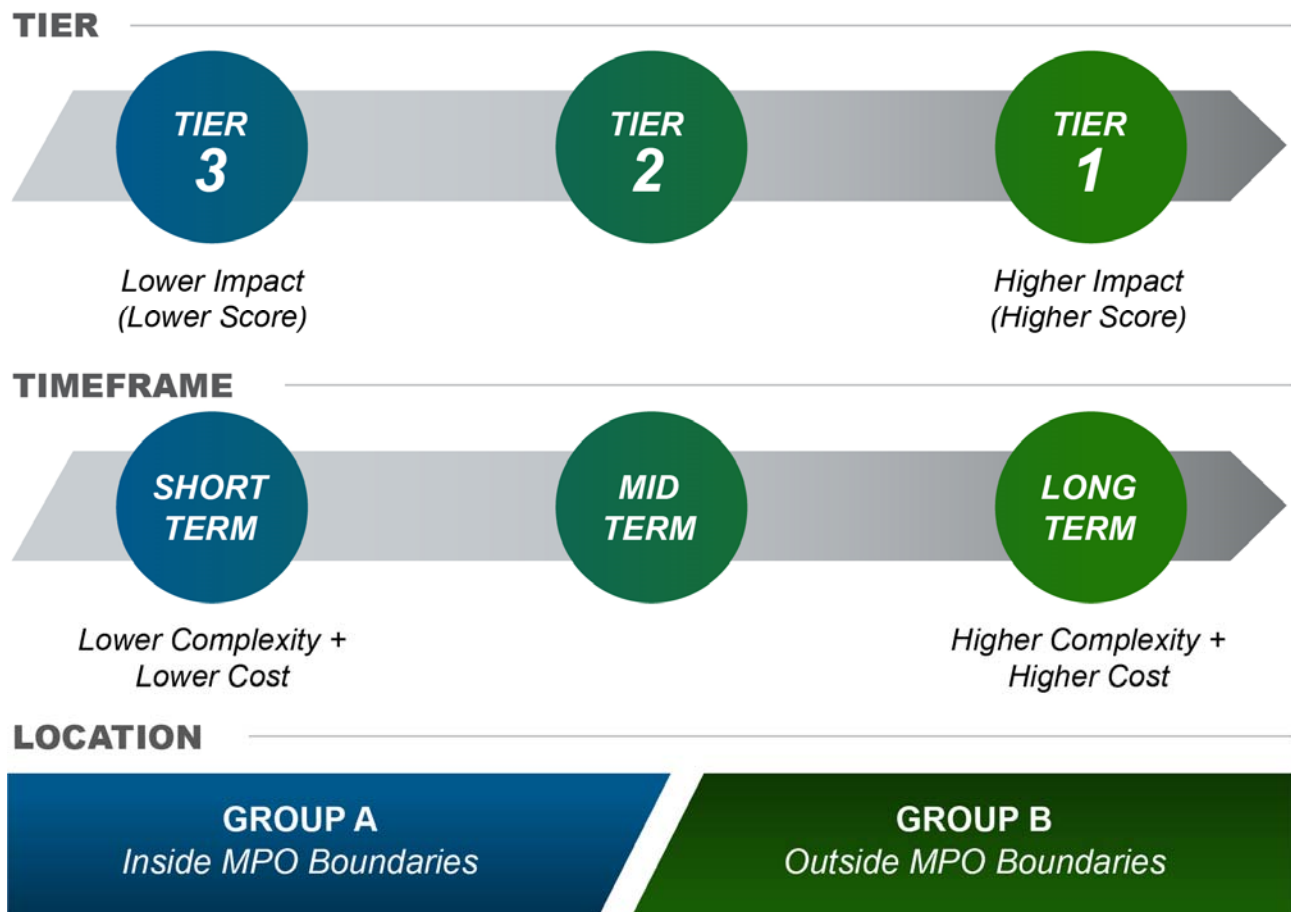 TIER
TIER
3
TIER
2
TIER
1
Lower Impact
(Lower Score)
Higher Impact
(Higher Score)
TIMEFRAME
SHORT
TERM
MID
TERM
LONG
TERM
Lower Complexity +
Lower Cost
Higher Complexity +
Higher Cost
LOCATION
GROUP A
Inside MPO Boundaries
GROUP B
Outside MPO Boundaries